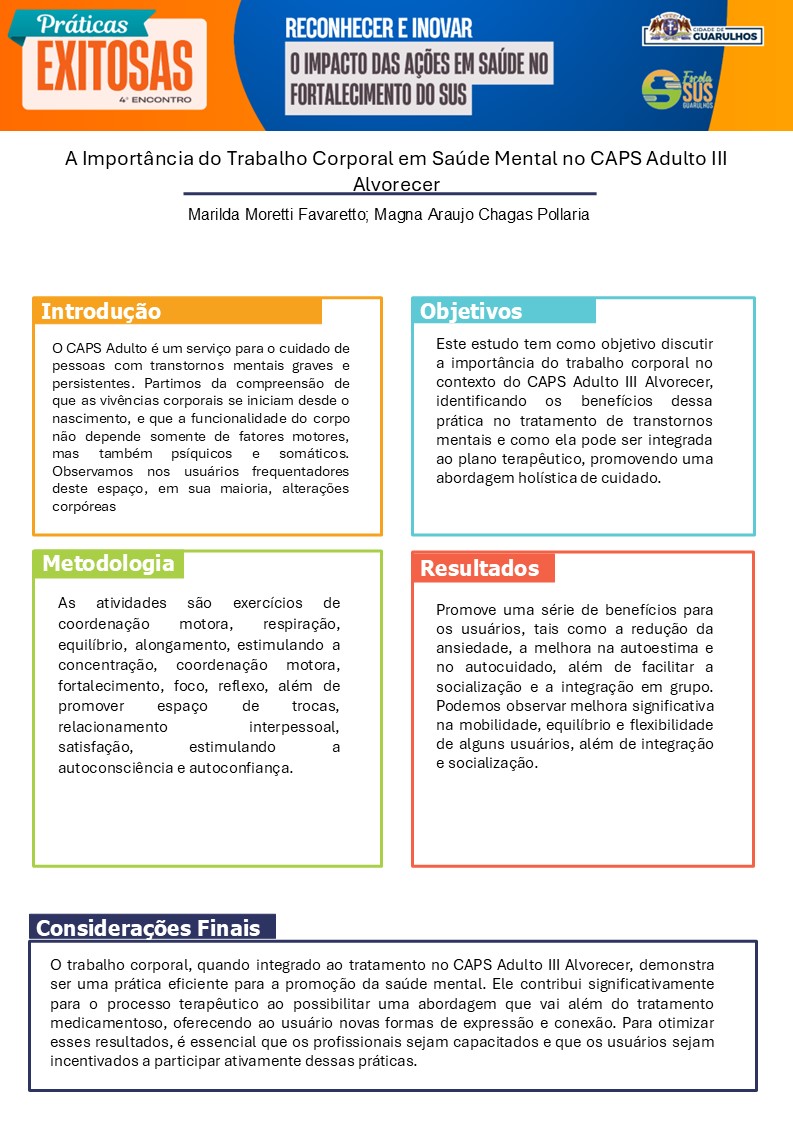 Práticas
EXITOSAS
4º ENCONTRO
RECONHECER E INOVAR
O IMPACTO DAS AÇÕES EM SAÚDE NO
FORTALECIMENTO DO SUS
CIDADE DE
GUARULHOS
Escola
SUS
GUARULHOS
A Importância do Trabalho Corporal em Saúde Mental no CAPS Adulto III
Alvorecer
Marilda Moretti Favaretto; Magna Araujo Chagas Pollaria
Introdução
O CAPS Adulto é um serviço para o cuidado de
pessoas com transtornos mentais graves e
persistentes. Partimos da compreensão de
que as vivências corporais se iniciam desde o
nascimento, e que a funcionalidade do corpo
não depende somente de fatores motores,
mas também psíquicos e somáticos.
Observamos nos usuários frequentadores
deste espaço, em sua maioria, alterações
corpóreas
Objetivos
Este estudo tem como objetivo discutir
a importância do trabalho corporal no
contexto do CAPS Adulto III Alvorecer,
identificando os benefícios dessa
prática no tratamento de transtornos
mentais e como ela pode ser integrada
ao plano terapêutico, promovendo uma
abordagem holística de cuidado.
Metodologia
As atividades são exercícios de
coordenação motora, respiração,
equilíbrio, alongamento, estimulando a
concentração, coordenação motora,
fortalecimento, foco, reflexo, além de
promover espaço de trocas,
relacionamento interpessoal,
satisfação, estimulando a
autoconsciência e autoconfiança.
Resultados
Promove uma série de benefícios para
os usuários, tais como a redução da
ansiedade, a melhora na autoestima e
no autocuidado, além de facilitar a
socialização e a integração em grupo.
Podemos observar melhora significativa
na mobilidade, equilíbrio e flexibilidade
de alguns usuários, além de integração
e socialização.
Considerações Finais
O trabalho corporal, quando integrado ao tratamento no CAPS Adulto III Alvorecer, demonstra
ser uma prática eficiente para a promoção da saúde mental. Ele contribui significativamente
para o processo terapêutico ao possibilitar uma abordagem que vai além do tratamento
medicamentoso, oferecendo ao usuário novas formas de expressão e conexão. Para otimizar
esses resultados, é essencial que os profissionais sejam capacitados e que os usuários sejam
incentivados a participar ativamente dessas práticas.